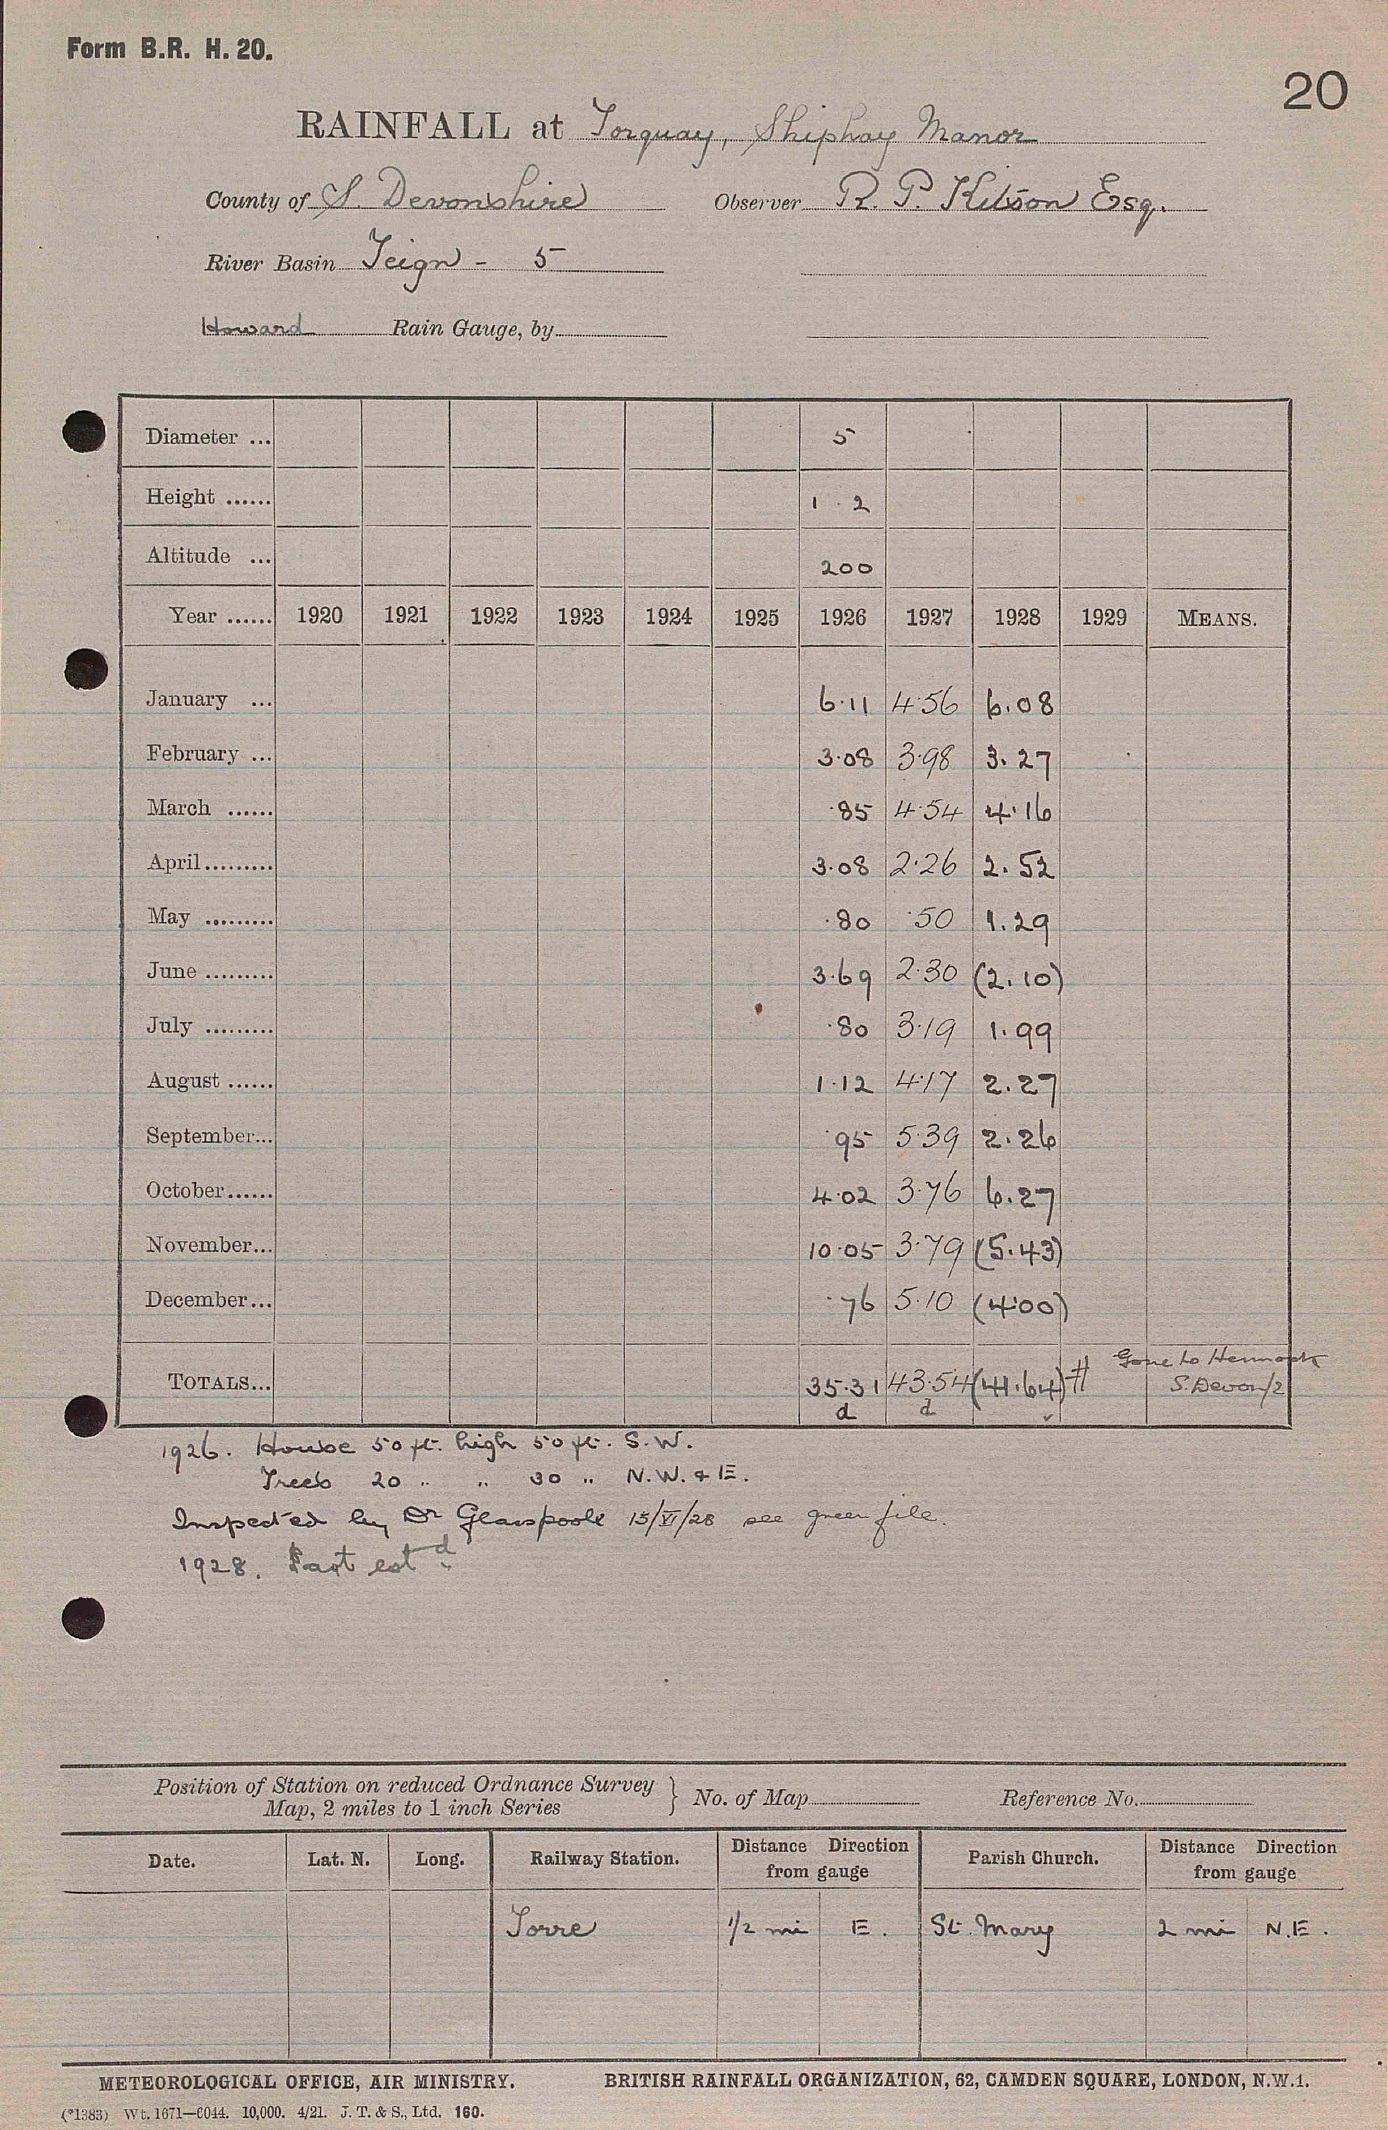 Form B.R. H. 20.
20
RAINFALL at Torquay, Shiphay Manor
County of S. Devonshire Observer R. P. Kitson Esq.
River Basin Teign - 5
Howard Rain Gauge, by
Diameter ... 5
Height ...... 1 . 2
Altitude ... 200
Year ...... 1920 1921 1922 1923 1924 1925 1926 1927 1928 1929 MEANS.
January ... 6.11 4.56 6.08
February ... 3.08 3.98 3.27
March ...... .85 4.54 4.16
April......... 3.08 2.26 2.52
May ......... .80 .50 1.29
June ......... 3.69 2.30 (2.10)
July ......... .80 3.19 1.99
August ...... 1.12 4.17 2.27
September... .95 5.39 2.26
October...... 4.02 3.76 6.27
November... 10.05 3.79 (5.43)
December... .76 5.10 (4.00)
Gone to Hennock
TOTALS... 35.31 43.54 (41.64) S. Devon/2
d d
1926. House 50 ft. high 50 ft. S.W.
Trees 20 " " 30 " N.W. & E.
Inspected by Dr Glasspoole 15/VI/28 see green file.
1928. Part estd
Position of Station on reduced Ordnance Survey
Map, 2 miles to 1 inch Series } No. of Map Reference No.
Date. Lat. N. Long. Railway Station. Distance Direction from gauge Parish Church. Distance Direction from gauge
Torre 1/2 mi E. St. Mary 2 mi N.E.
METEOROLOGICAL OFFICE, AIR MINISTRY. BRITISH RAINFALL ORGANIZATION, 62, CAMDEN SQUARE, LONDON, N.W.1.
(*1383) Wt. 1671—6044. 10,000. 4/21. J. T. & S., Ltd. 160.